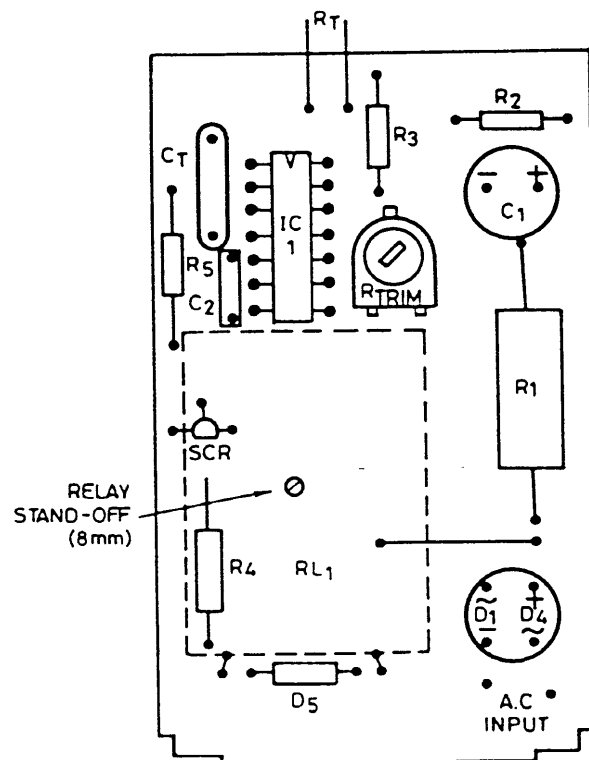 RT
R2
R3
CT
IC
1
− +
C1
R5
C2
RTRIM
R1
SCR
RELAY
STAND-OFF
(8mm)
R4
RL1
~ +
D1 D4
− ~
D5
A.C
INPUT